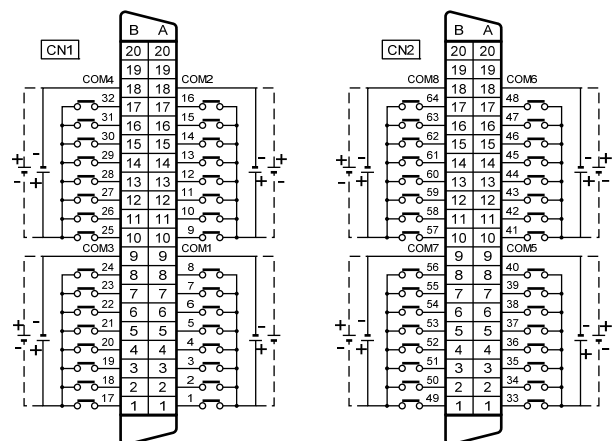 CN1
B A
20 20
19 19
COM4 18 18 COM2
32 17 17 16
31 16 16 15
30 15 15 14
+ - 29 14 14 13 - +
- + 28 13 13 12 + -
27 12 12 11
26 11 11 10
25 10 10 9
COM3 9 9 COM1
24 8 8 8
23 7 7 7
22 6 6 6
+ - 21 5 5 5 - +
- + 20 4 4 4 + -
19 3 3 3
18 2 2 2
17 1 1 1
CN2
B A
20 20
19 19
COM8 18 18 COM6
64 17 17 48
63 16 16 47
62 15 15 46
+ - 61 14 14 45 - +
- + 60 13 13 44 + -
59 12 12 43
58 11 11 42
57 10 10 41
COM7 9 9 COM5
56 8 8 40
55 7 7 39
54 6 6 38
+ - 53 5 5 37 - +
- + 52 4 4 36 + -
51 3 3 35
50 2 2 34
49 1 1 33